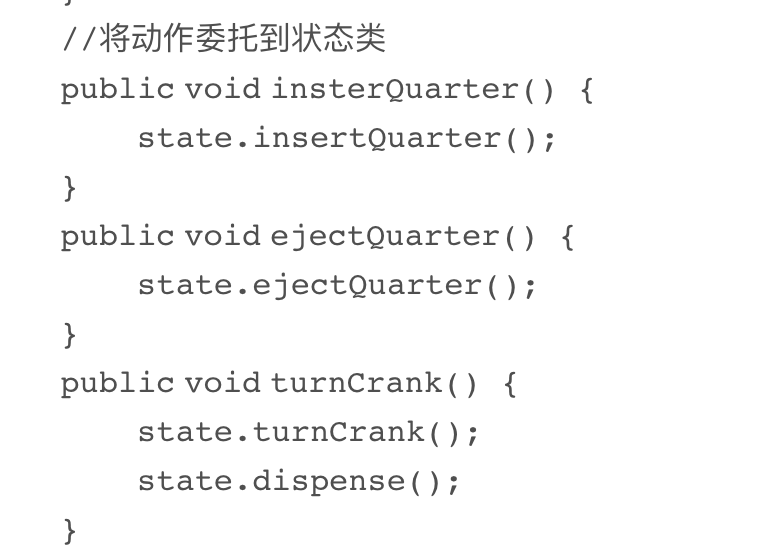 }
//将动作委托到状态类
public void insterQuarter() {
    state.insertQuarter();
}
public void ejectQuarter() {
    state.ejectQuarter();
}
public void turnCrank() {
    state.turnCrank();
    state.dispense();
}